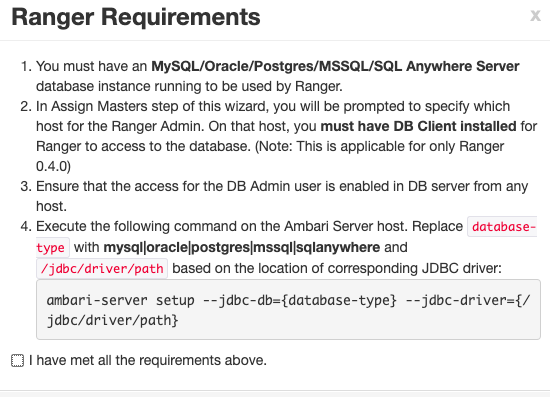 Ranger Requirements x
1. You must have an MySQL/Oracle/Postgres/MSSQL/SQL Anywhere Server
database instance running to be used by Ranger.
2. In Assign Masters step of this wizard, you will be prompted to specify which
host for the Ranger Admin. On that host, you must have DB Client installed for
Ranger to access to the database. (Note: This is applicable for only Ranger
0.4.0)
3. Ensure that the access for the DB Admin user is enabled in DB server from any
host.
4. Execute the following command on the Ambari Server host. Replace database-
type with mysql|oracle|postgres|mssql|sqlanywhere and
/jdbc/driver/path based on the location of corresponding JDBC driver:
ambari-server setup --jdbc-db={database-type} --jdbc-driver={/
jdbc/driver/path}
I have met all the requirements above.